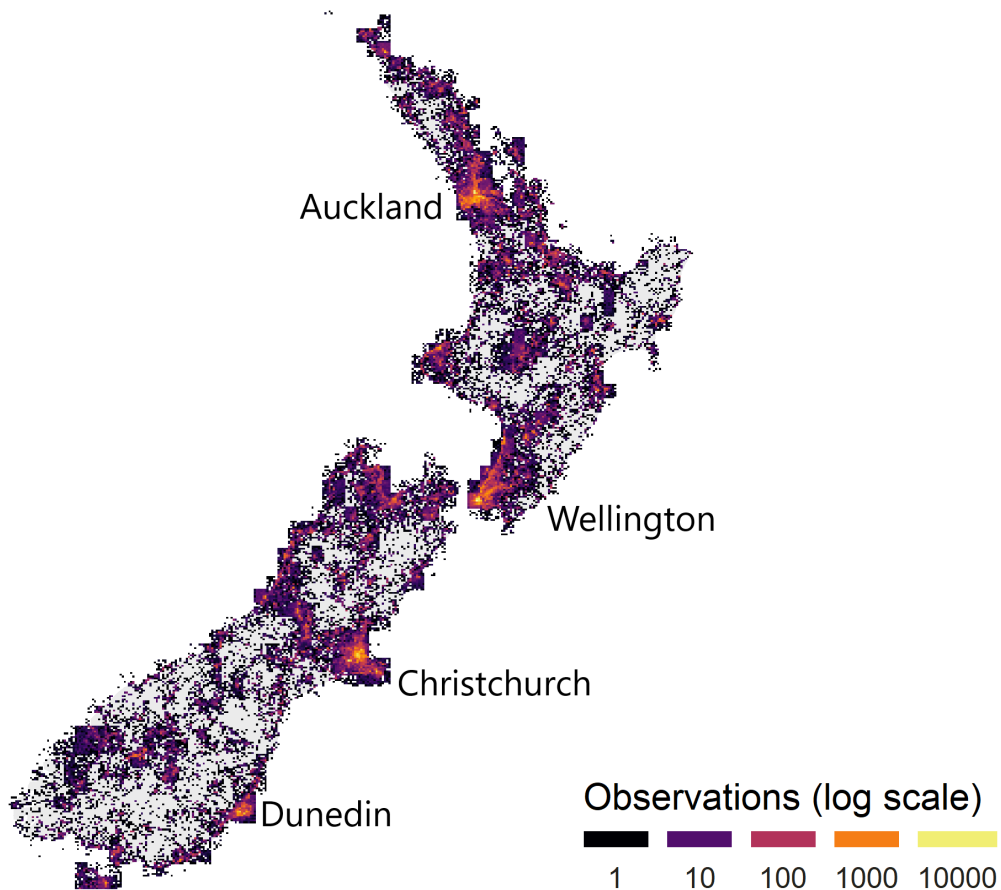 Auckland
Wellington
Christchurch
Dunedin
Observations (log scale)
1 10 100 1000 10000